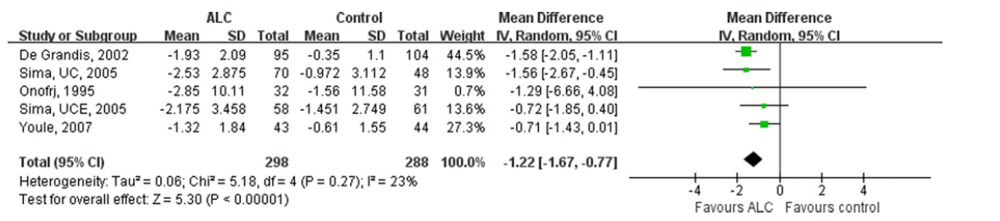 ALC Control Mean Difference Mean Difference
Study or Subgroup Mean SD Total Mean SD Total Weight IV, Random, 95% CI IV, Random, 95% CI
De Grandis, 2002 -1.93 2.09 95 -0.35 1.1 104 44.5% -1.58 [-2.05, -1.11]
Sima, UC, 2005 -2.53 2.875 70 -0.972 3.112 48 13.9% -1.56 [-2.67, -0.45]
Onofrj, 1995 -2.85 10.11 32 -1.56 11.58 31 0.7% -1.29 [-6.66, 4.08]
Sima, UCE, 2005 -2.175 3.458 58 -1.451 2.749 61 13.6% -0.72 [-1.85, 0.40]
Youle, 2007 -1.32 1.84 43 -0.61 1.55 44 27.3% -0.71 [-1.43, 0.01]
Total (95% CI) 298 288 100.0% -1.22 [-1.67, -0.77]
Heterogeneity: Tau² = 0.06; Chi² = 5.18, df = 4 (P = 0.27); I² = 23%
Test for overall effect: Z = 5.30 (P < 0.00001)
-4 -2 0 2 4
Favours ALC Favours control